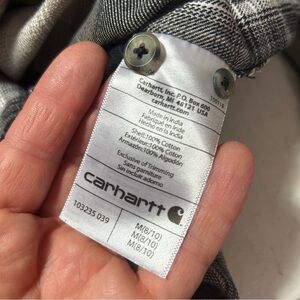 Carhartt, Inc. P.O. Box 600
Dearborn, MI 48121 USA
carhartt.com
Made in India
Fabriqué en Inde
Hecho en India
Shell:100% Cotton
Extérieur:100% Coton
Armazón:100% Algodón
Exclusive of Trimming
Sans garniture
Sin incluir adorno
carhartt
103235 039
M(8/10)
M(8/10)
M(8/10)